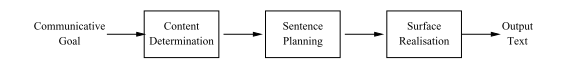 Communicative
Goal
Content
Determination
Sentence
Planning
Surface
Realisation
Output
Text